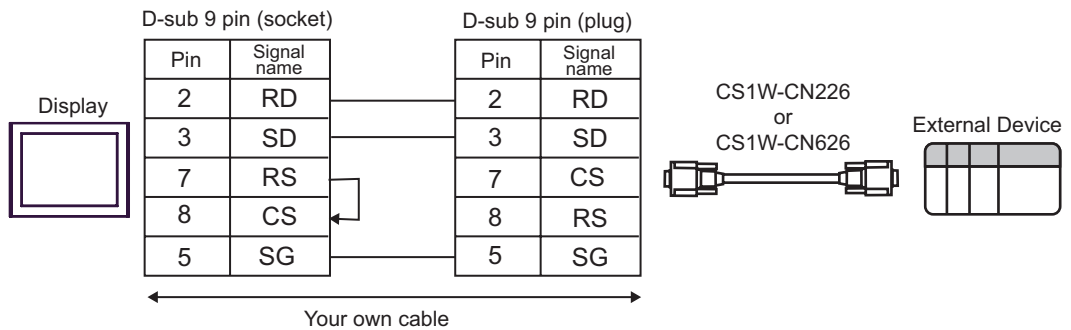 D-sub 9 pin (socket)
D-sub 9 pin (plug)
Pin Signal name
Pin Signal name
2 RD 2 RD
3 SD 3 SD
7 RS 7 CS
8 CS 8 RS
5 SG 5 SG
Display
CS1W-CN226
or
CS1W-CN626
External Device
Your own cable